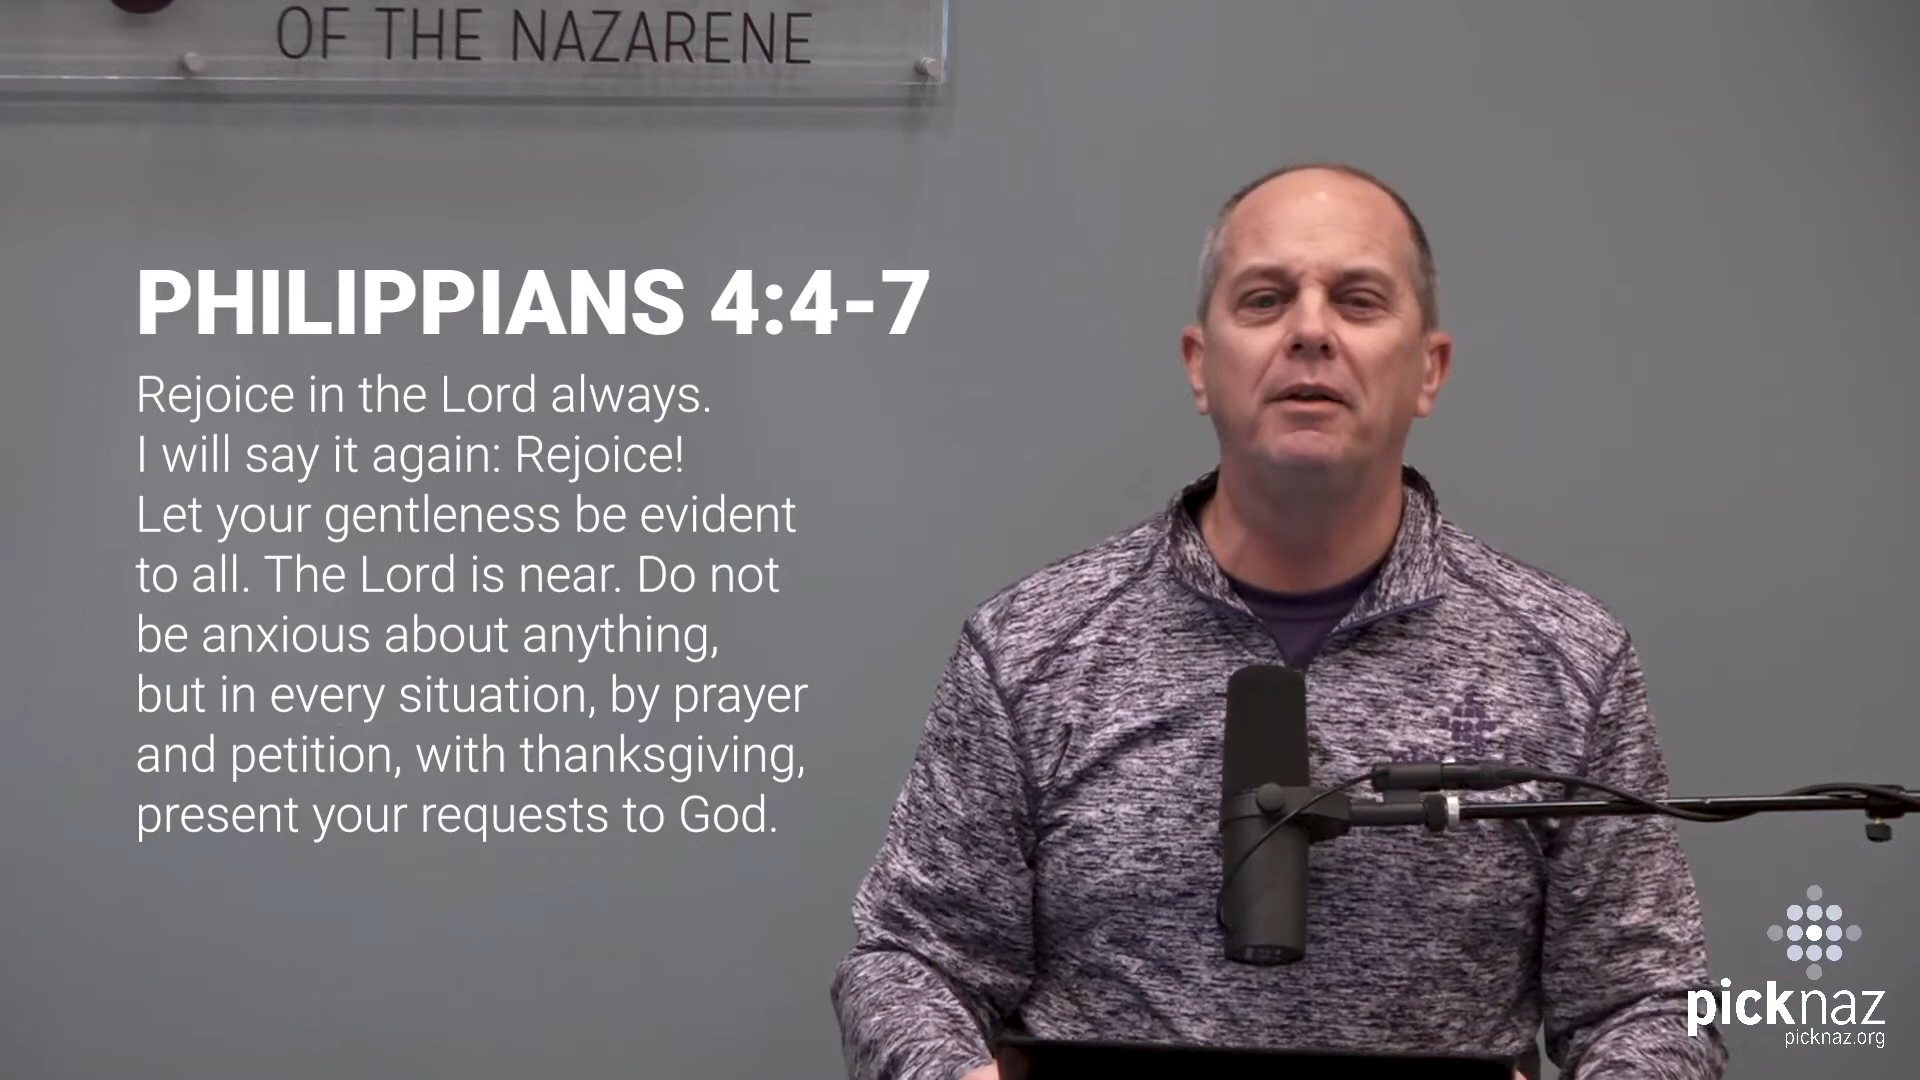 OF THE NAZARENE
PHILIPPIANS 4:4-7
Rejoice in the Lord always.
I will say it again: Rejoice!
Let your gentleness be evident
to all. The Lord is near. Do not
be anxious about anything,
but in every situation, by prayer
and petition, with thanksgiving,
present your requests to God.
picknaz
picknaz.org